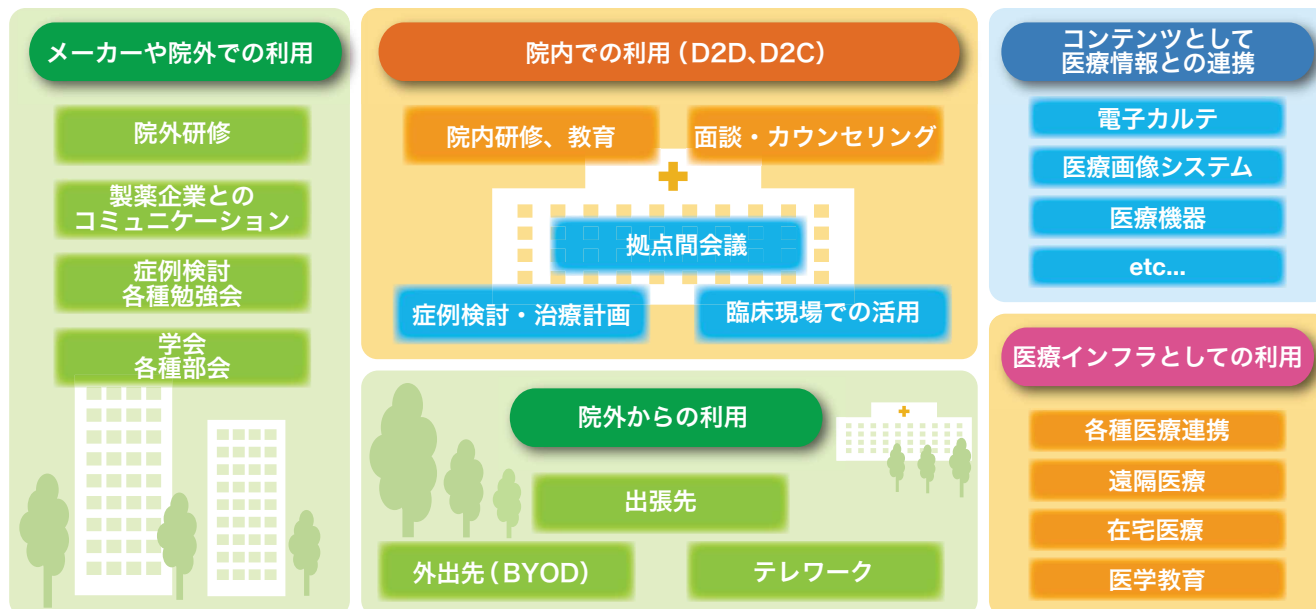 メーカーや院外での利用
院外研修
製薬企業との
コミュニケーション
症例検討
各種勉強会
学会
各種部会
院内での利用(D2D、D2C)
院内研修、教育
面談・カウンセリング
拠点間会議
症例検討・治療計画
臨床現場での活用
院外からの利用
出張先
外出先(BYOD)
テレワーク
コンテンツとして
医療情報との連携
電子カルテ
医療画像システム
医療機器
etc...
医療インフラとしての利用
各種医療連携
遠隔医療
在宅医療
医学教育